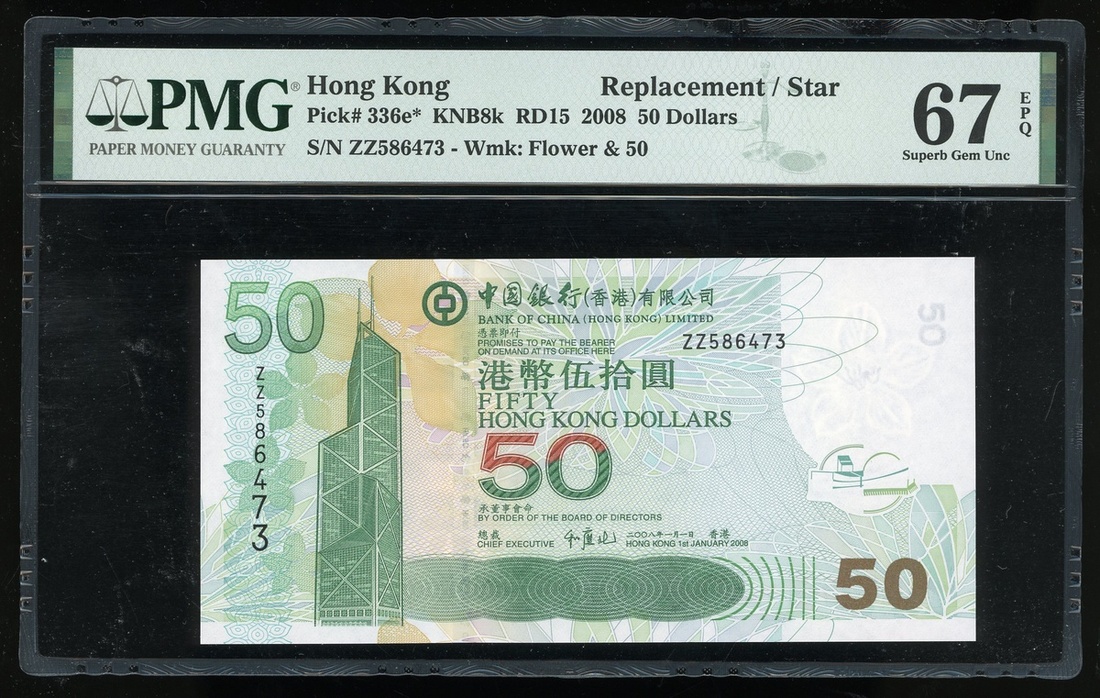 PMG®
PAPER MONEY GUARANTY
Hong Kong Replacement / Star
Pick# 336e* KNB8k RD15 2008 50 Dollars
S/N ZZ586473 - Wmk: Flower & 50
67
EPQ
Superb Gem Unc
50
ZZ586473
中國銀行(香港)有限公司
BANK OF CHINA (HONG KONG) LIMITED
憑票即付
PROMISES TO PAY THE BEARER
ON DEMAND AT ITS OFFICE HERE
ZZ586473
港幣伍拾圓
FIFTY
HONG KONG DOLLARS
50
承董事會命
BY ORDER OF THE BOARD OF DIRECTORS
總裁
CHIEF EXECUTIVE
二〇〇八年一月一日 香港
HONG KONG 1st JANUARY 2008
50
50